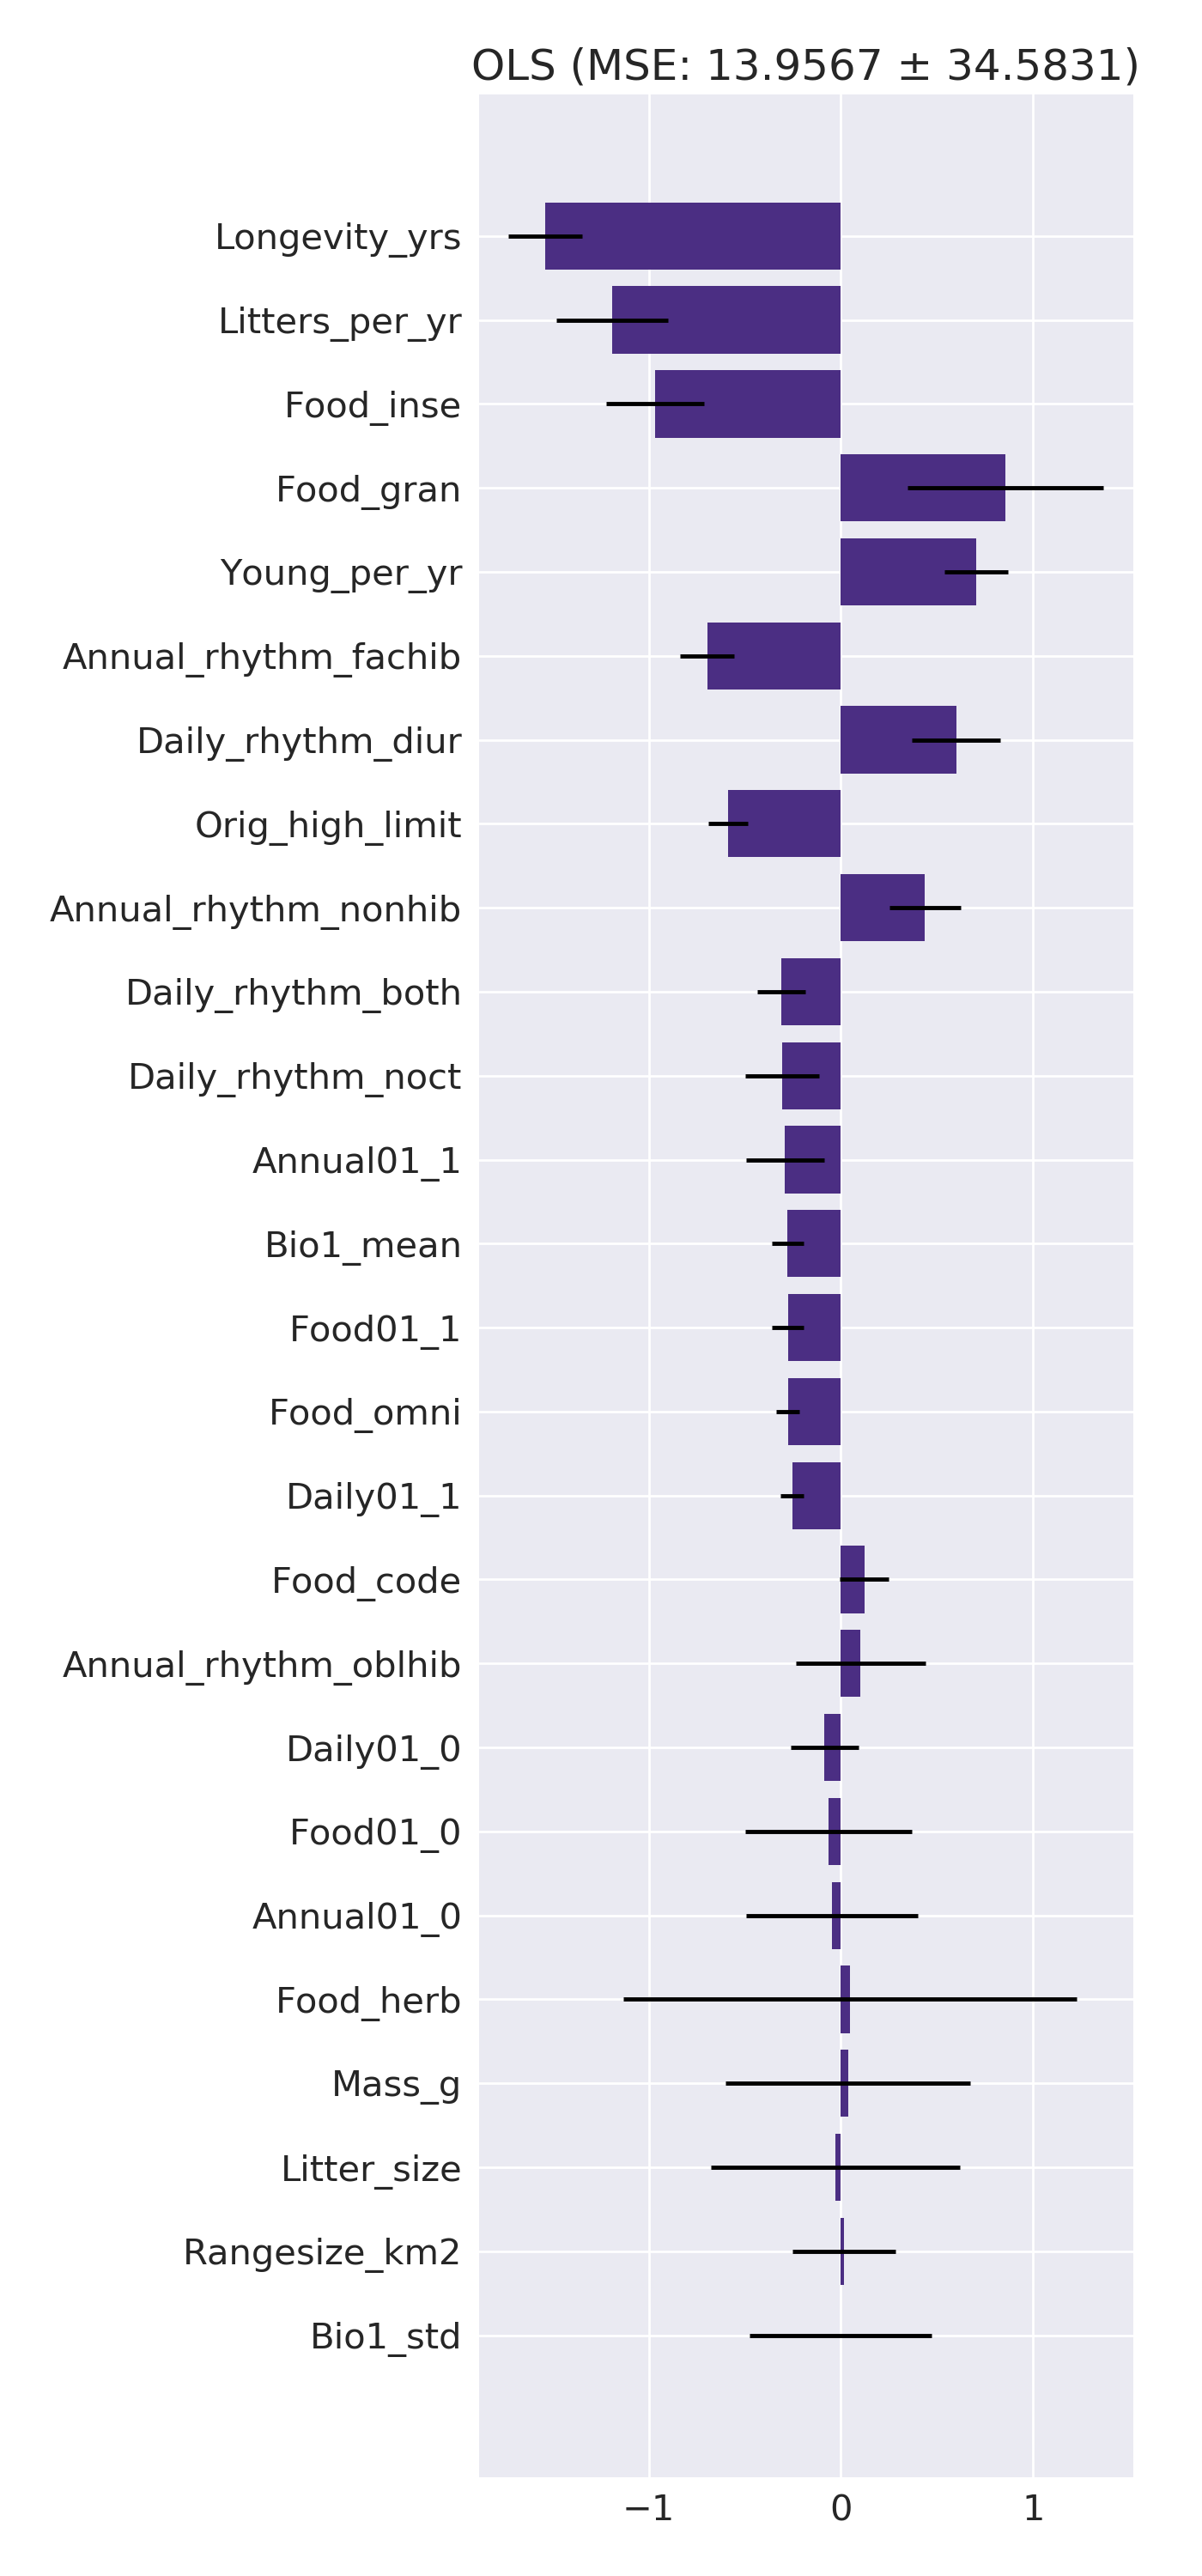 OLS (MSE: 13.9567 ± 34.5831)
Longevity_yrs
Litters_per_yr
Food_inse
Food_gran
Young_per_yr
Annual_rhythm_fachib
Daily_rhythm_diur
Orig_high_limit
Annual_rhythm_nonhib
Daily_rhythm_both
Daily_rhythm_noct
Annual01_1
Bio1_mean
Food01_1
Food_omni
Daily01_1
Food_code
Annual_rhythm_oblhib
Daily01_0
Food01_0
Annual01_0
Food_herb
Mass_g
Litter_size
Rangesize_km2
Bio1_std
−1 0 1